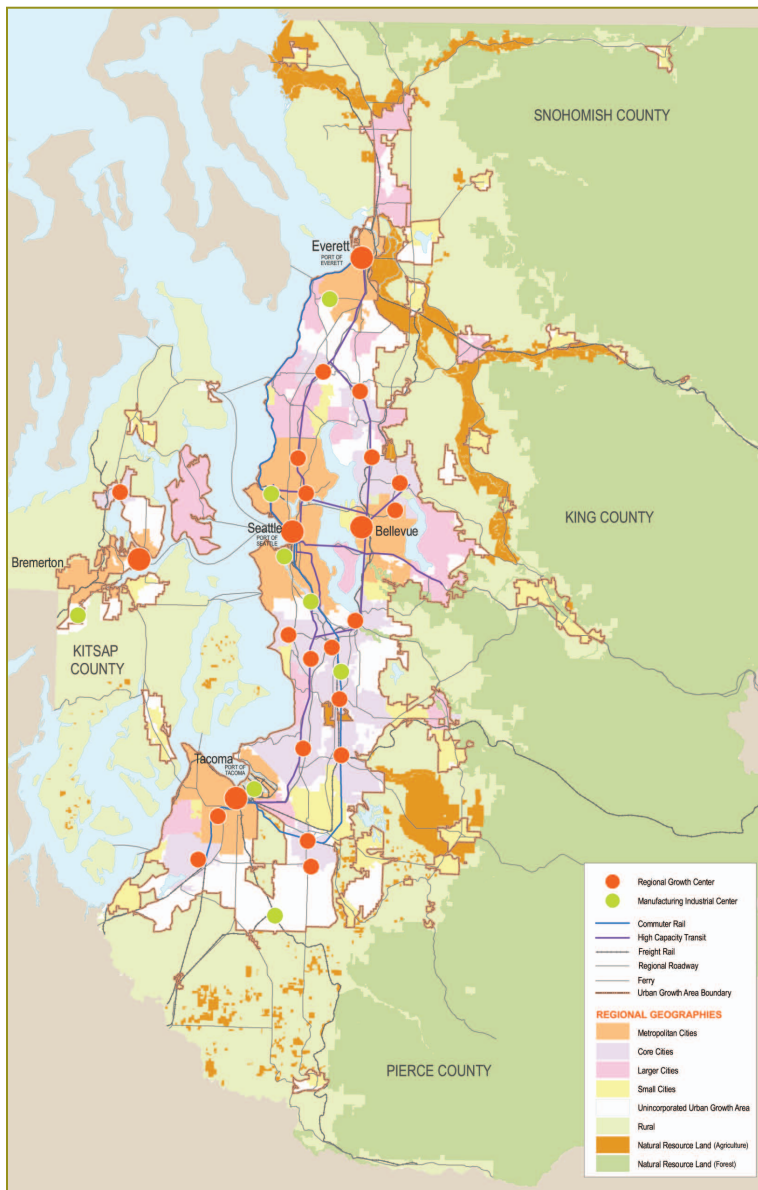 SNOHOMISH COUNTY
Everett
PORT OF
EVERETT
KING COUNTY
Seattle
PORT OF
SEATTLE
Bellevue
Bremerton
KITSAP
COUNTY
Tacoma
PORT OF
TACOMA
PIERCE COUNTY
Regional Growth Center
Manufacturing Industrial Center
Commuter Rail
High Capacity Transit
Freight Rail
Regional Roadway
Ferry
Urban Growth Area Boundary
REGIONAL GEOGRAPHIES
Metropolitan Cities
Core Cities
Larger Cities
Small Cities
Unincorporated Urban Growth Area
Rural
Natural Resource Land (Agriculture)
Natural Resource Land (Forest)